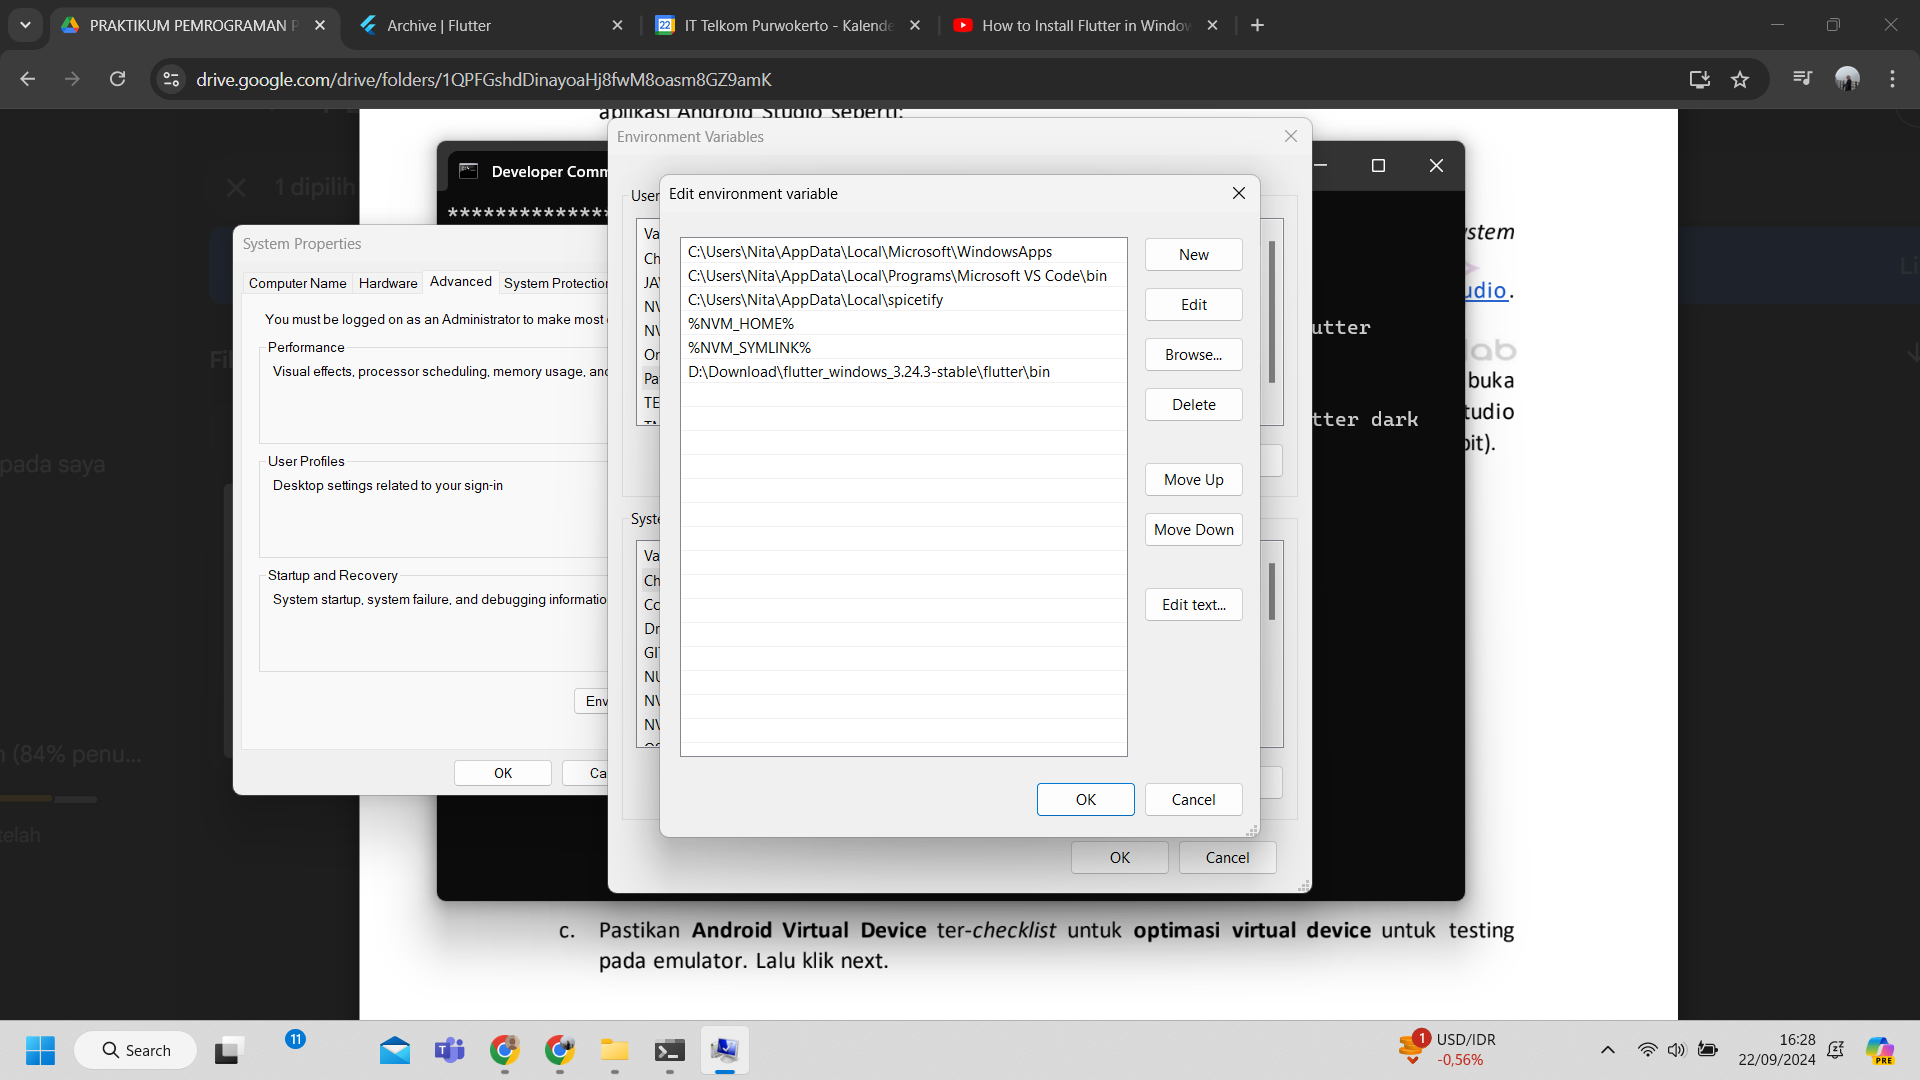 PRAKTIKUM PEMROGRAMAN P
Archive | Flutter
IT Telkom Purwokerto - Kalende
How to Install Flutter in Window
drive.google.com/drive/folders/1QPFGshdDinayoaHj8fwM8oasm8GZ9amK
aplikasi Android Studio seperti:
1 dipilih
pada saya
(84% penu...
telah
Developer Comm
***************
utter
tter dark
ystem
udio.
lab
buka
tudio
bit).
System Properties
Computer Name
Hardware
Advanced
System Protection
You must be logged on as an Administrator to make most
Performance
Visual effects, processor scheduling, memory usage, and
User Profiles
Desktop settings related to your sign-in
Startup and Recovery
System startup, system failure, and debugging informatio
Env
OK
Ca
Environment Variables
User
Va
Ch
JA
NV
NV
On
Pa
TE
Syste
Va
Ch
Co
Dr
GI
NU
NV
NV
OS
OK
Cancel
Edit environment variable
C:\Users\Nita\AppData\Local\Microsoft\WindowsApps
C:\Users\Nita\AppData\Local\Programs\Microsoft VS Code\bin
C:\Users\Nita\AppData\Local\spicetify
%NVM_HOME%
%NVM_SYMLINK%
D:\Download\flutter_windows_3.24.3-stable\flutter\bin
New
Edit
Browse...
Delete
Move Up
Move Down
Edit text...
OK
Cancel
c. Pastikan Android Virtual Device ter-checklist untuk optimasi virtual device untuk testing
pada emulator. Lalu klik next.
11
Search
1
USD/IDR
-0,56%
16:28
22/09/2024
PRE